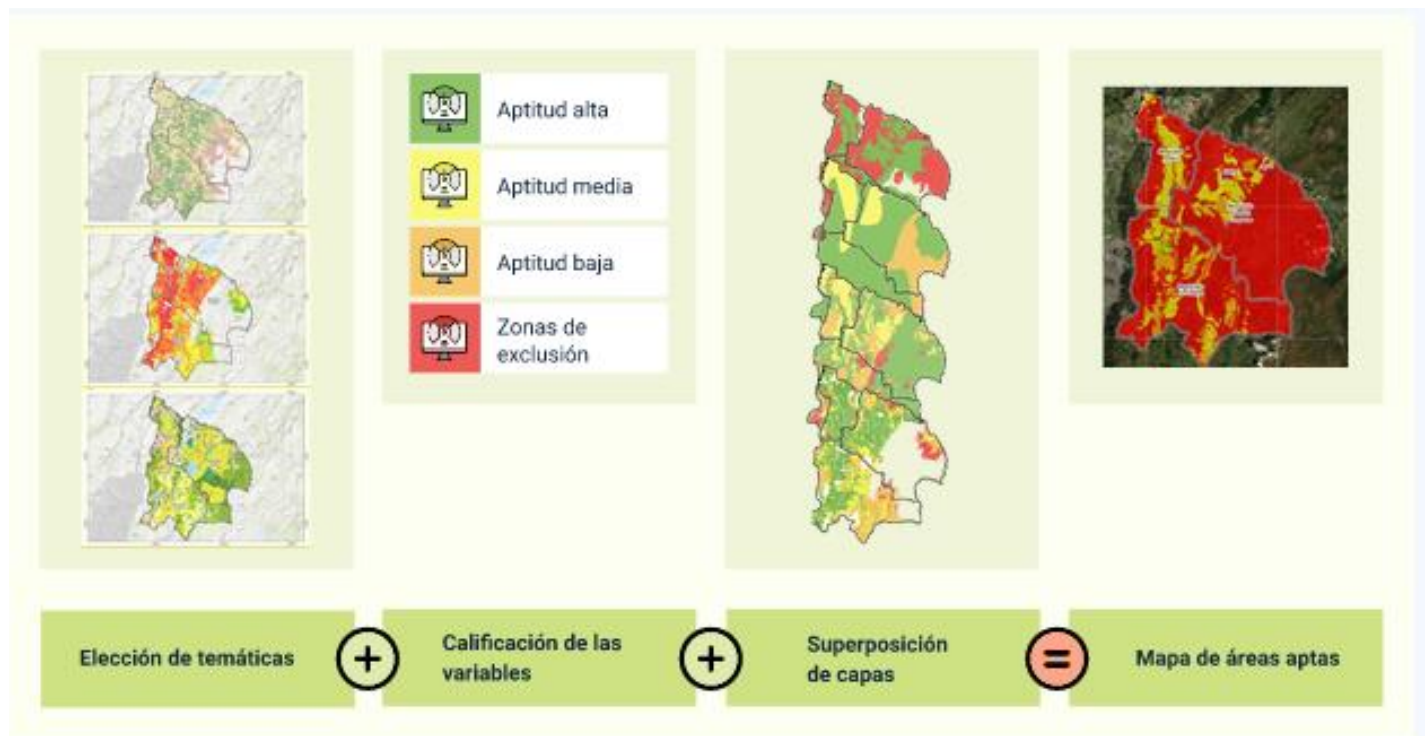 Aptitud alta
Aptitud media
Aptitud baja
Zonas de
exclusión
Elección de temáticas
+
Calificación de las
variables
+
Superposición
de capas
=
Mapa de áreas aptas